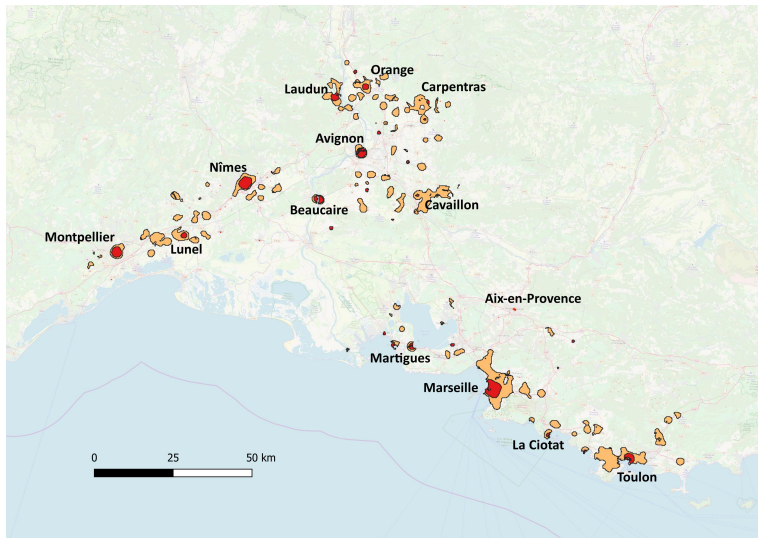 Orange
Laudun
Carpentras
Avignon
Nîmes
Beaucaire
Cavaillon
Montpellier
Lunel
Aix-en-Provence
Martigues
Marseille
La Ciotat
Toulon
0 25 50 km